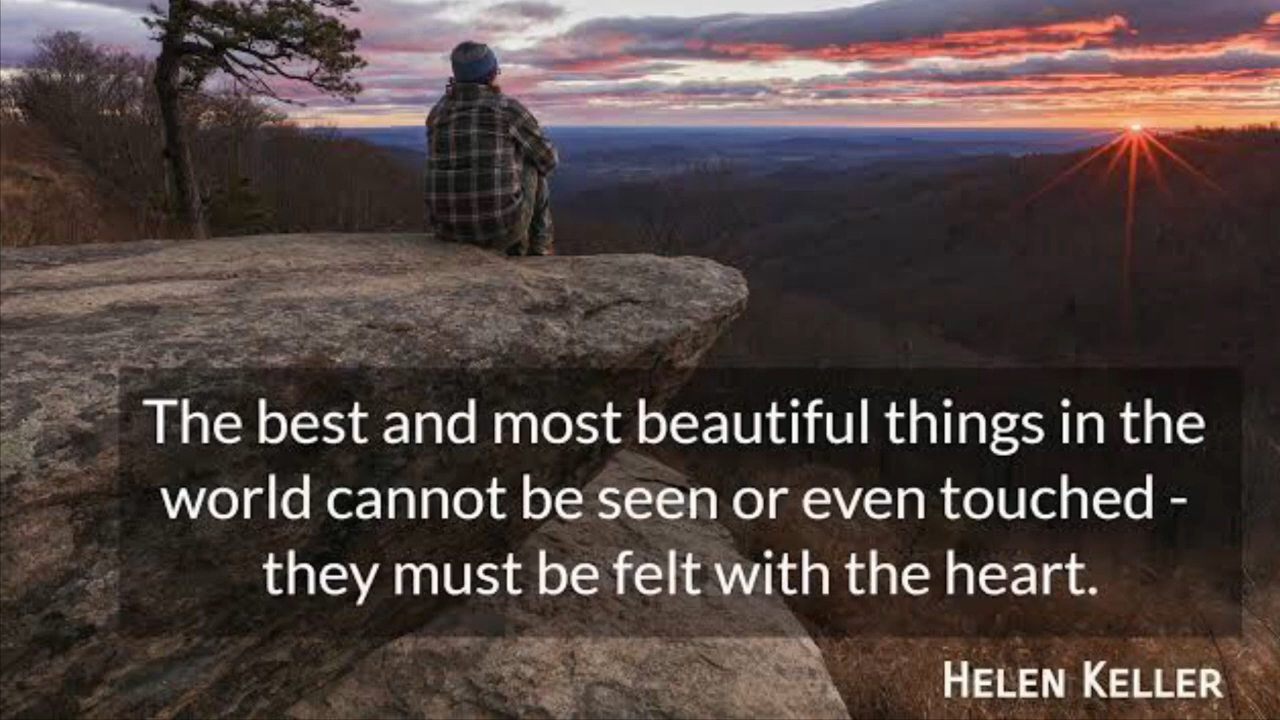 The best and most beautiful things in the
world cannot be seen or even touched -
they must be felt with the heart.
HELEN KELLER